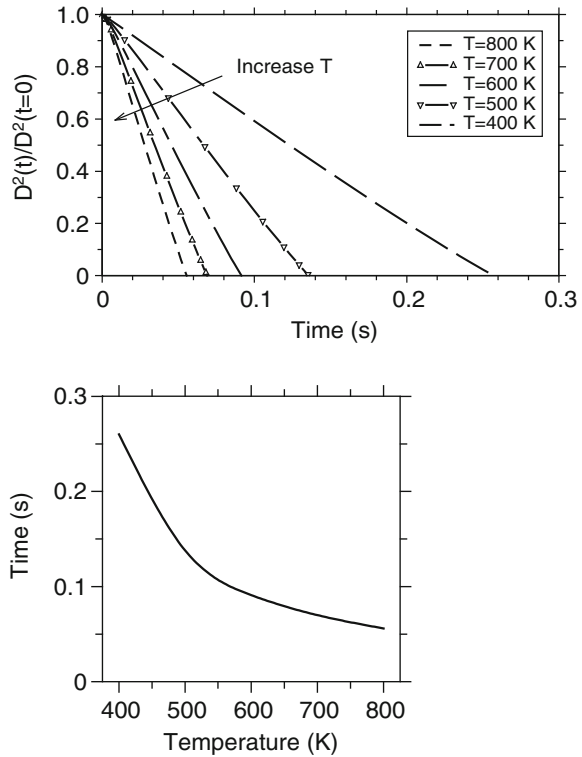 1.0
0.8
0.6
0.4
0.2
0
D²(t)/D²(t=0)
Increase T
T=800 K
T=700 K
T=600 K
T=500 K
T=400 K
0 0.1 0.2 0.3
Time (s)
0.3
0.2
0.1
0
Time (s)
400 500 600 700 800
Temperature (K)